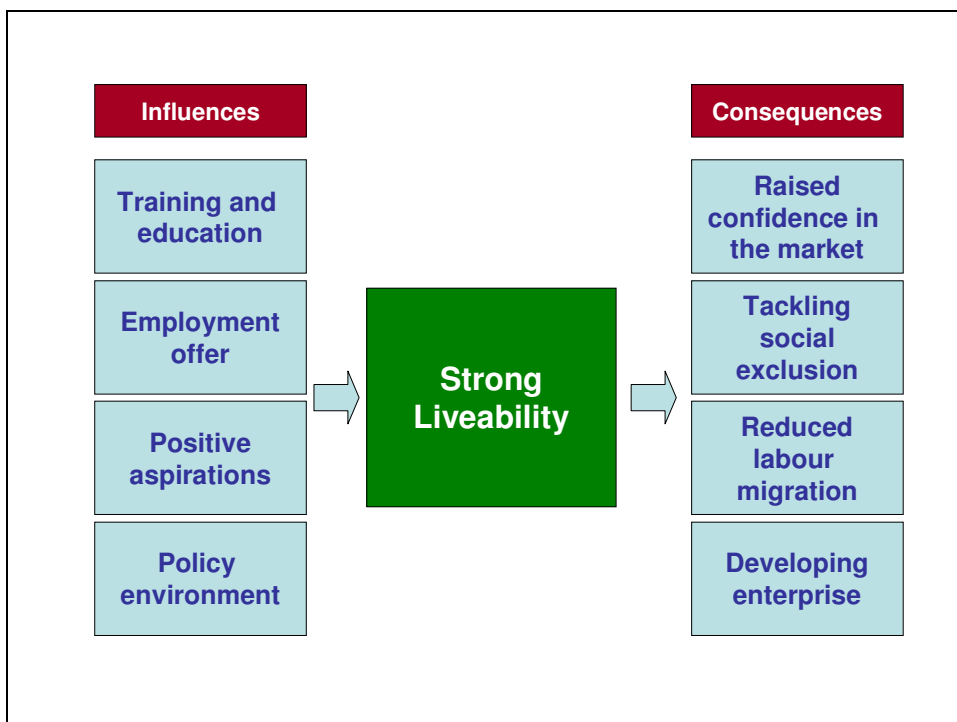 Influences
Training and
education
Employment
offer
Positive
aspirations
Policy
environment
Strong
Liveability
Consequences
Raised
confidence in
the market
Tackling
social
exclusion
Reduced
labour
migration
Developing
enterprise